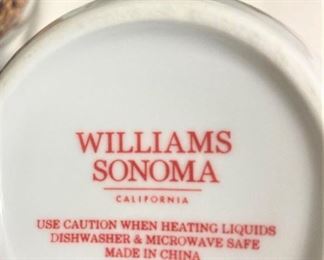 WILLIAMS
SONOMA
CALIFORNIA
USE CAUTION WHEN HEATING LIQUIDS
DISHWASHER & MICROWAVE SAFE
MADE IN CHINA